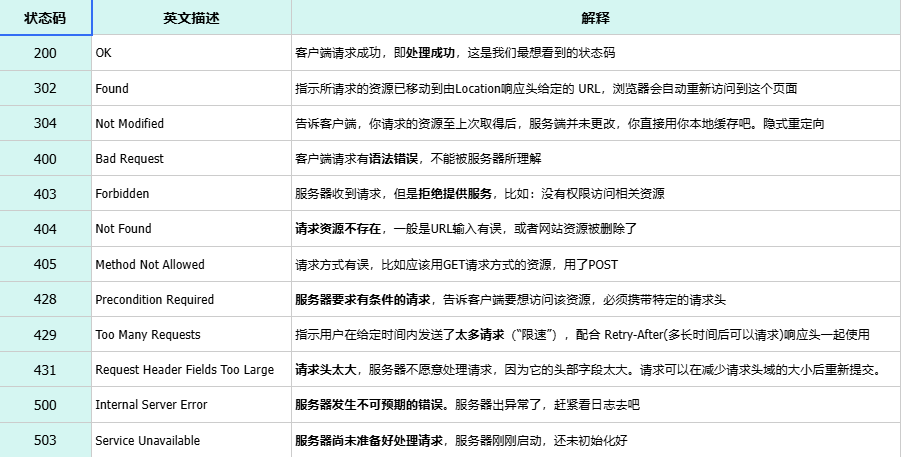 状态码 英文描述 解释
200 OK 客户端请求成功，即处理成功，这是我们最想看到的状态码
302 Found 指示所请求的资源已移动到由Location响应头给定的 URL，浏览器会自动重新访问到这个页面
304 Not Modified 告诉客户端，你请求的资源至上次取得后，服务端并未更改，你直接用你本地缓存吧。隐式重定向
400 Bad Request 客户端请求有语法错误，不能被服务器所理解
403 Forbidden 服务器收到请求，但是拒绝提供服务，比如：没有权限访问相关资源
404 Not Found 请求资源不存在，一般是URL输入有误，或者网站资源被删除了
405 Method Not Allowed 请求方式有误，比如应该用GET请求方式的资源，用了POST
428 Precondition Required 服务器要求有条件的请求，告诉客户端要想访问该资源，必须携带特定的请求头
429 Too Many Requests 指示用户在给定时间内发送了太多请求（“限速”），配合 Retry-After(多长时间后可以请求)响应头一起使用
431 Request Header Fields Too Large 请求头太大，服务器不愿意处理请求，因为它的头部字段太大。请求可以在减少请求头域的大小后重新提交。
500 Internal Server Error 服务器发生不可预期的错误。服务器出异常了，赶紧看日志去吧
503 Service Unavailable 服务器尚未准备好处理请求，服务器刚刚启动，还未初始化好